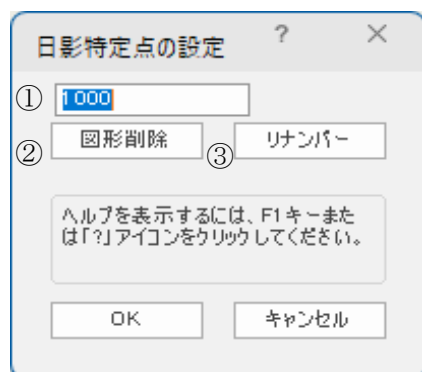 日影特定点の設定 ? ×
① 1000
② 図形削除 ③ リナンバー
ヘルプを表示するには、F1キーまた
は「?」アイコンをクリックしてください。
OK キャンセル